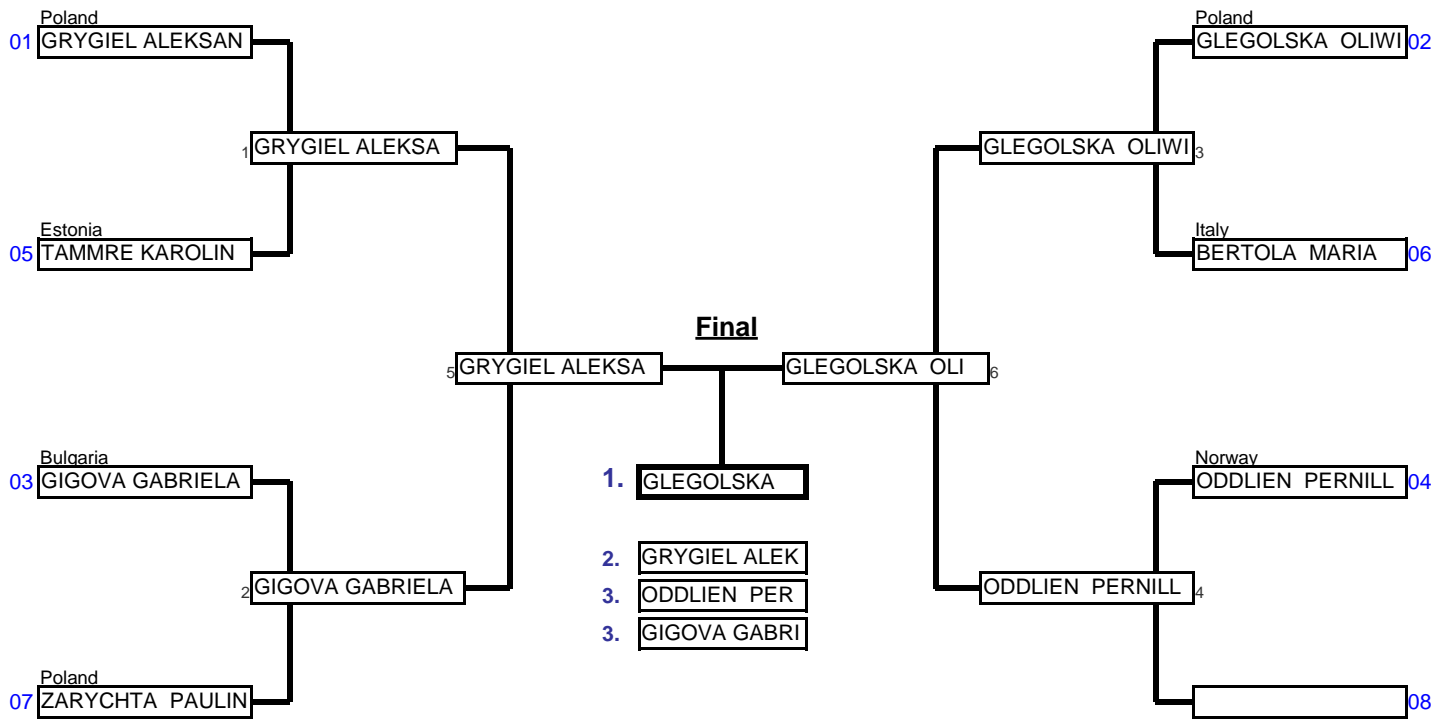 Poland
01 GRYGIEL ALEKSAN
1 GRYGIEL ALEKSA
Estonia
05 TAMMRE KAROLIN
5 GRYGIEL ALEKSA
Bulgaria
03 GIGOVA GABRIELA
2 GIGOVA GABRIELA
Poland
07 ZARYCHTA PAULIN
Final
1. GLEGOLSKA
2. GRYGIEL ALEK
3. ODDLIEN PER
3. GIGOVA GABRI
Poland
GLEGOLSKA OLIWI 02
GLEGOLSKA OLIWI 3
Italy
BERTOLA MARIA 06
GLEGOLSKA OLI 6
Norway
ODDLIEN PERNILL 04
ODDLIEN PERNILL 4
08